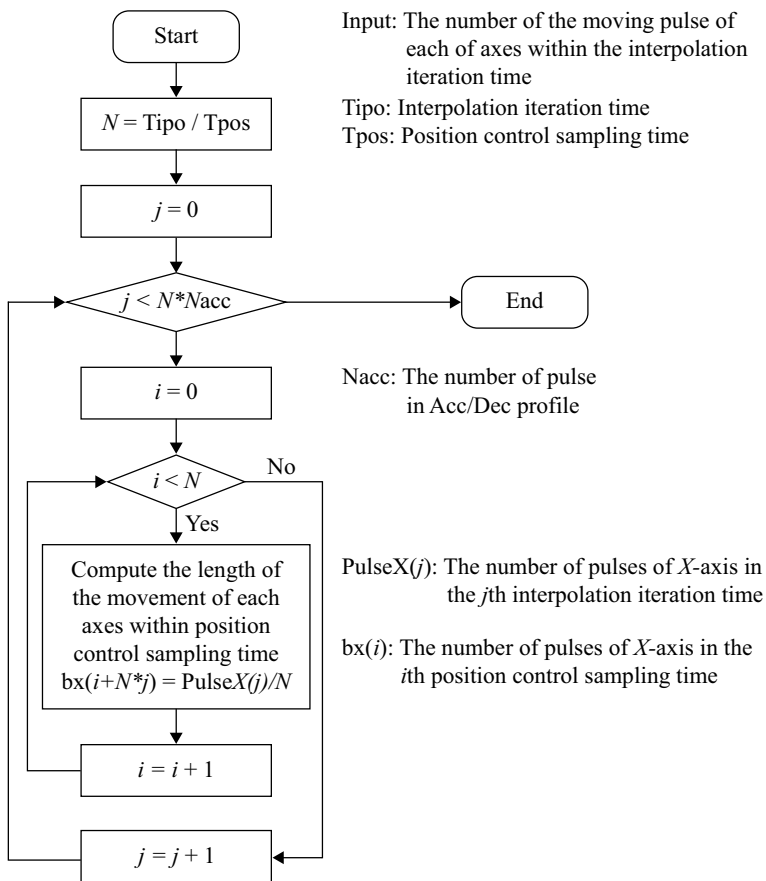 Start
Input: The number of the moving pulse of
each of axes within the interpolation
iteration time
N = Tipo / Tpos
Tipo: Interpolation iteration time
Tpos: Position control sampling time
j = 0
j < N*Nacc
End
i = 0
Nacc: The number of pulse
in Acc/Dec profile
i < N
No
Yes
Compute the length of
the movement of each
axes within position
control sampling time
bx(i+N*j) = PulseX(j)/N
PulseX(j): The number of pulses of X-axis in
the jth interpolation iteration time
bx(i): The number of pulses of X-axis in the
ith position control sampling time
i = i + 1
j = j + 1